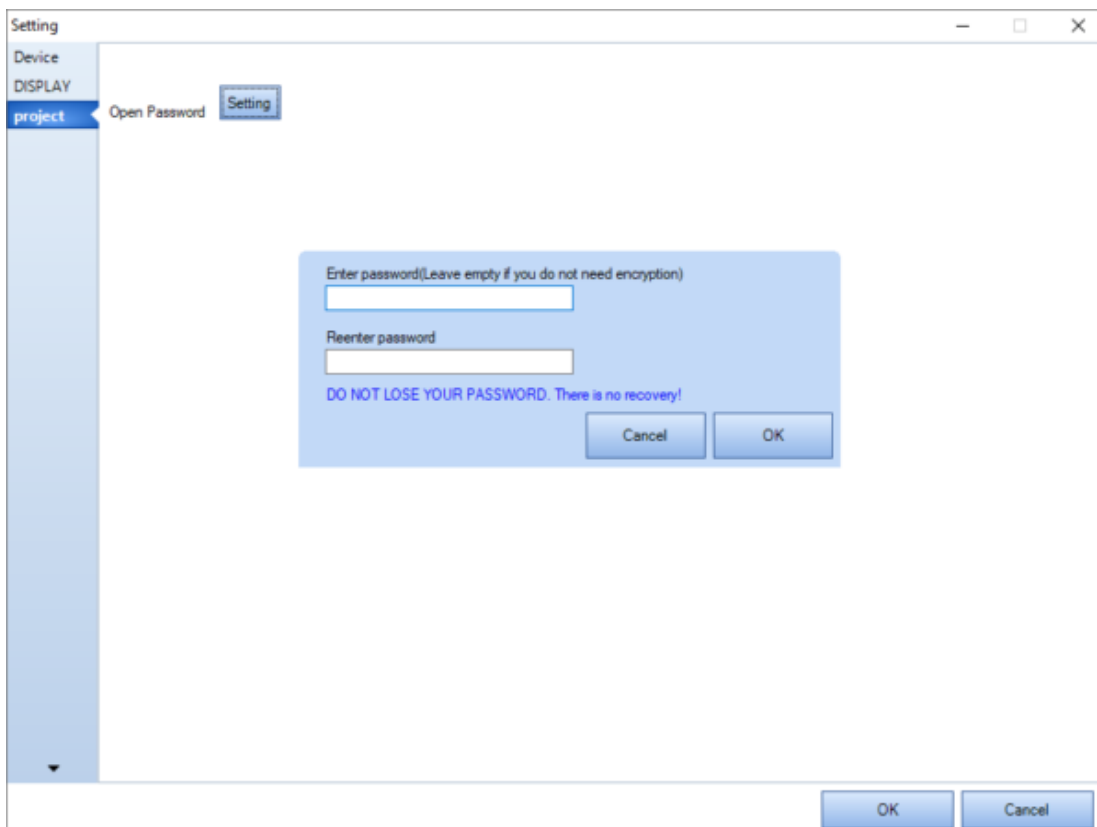 Setting
Device
DISPLAY
project
Open Password
Setting
Enter password(Leave empty if you do not need encryption)
Reenter password
DO NOT LOSE YOUR PASSWORD. There is no recovery!
Cancel
OK
OK
Cancel